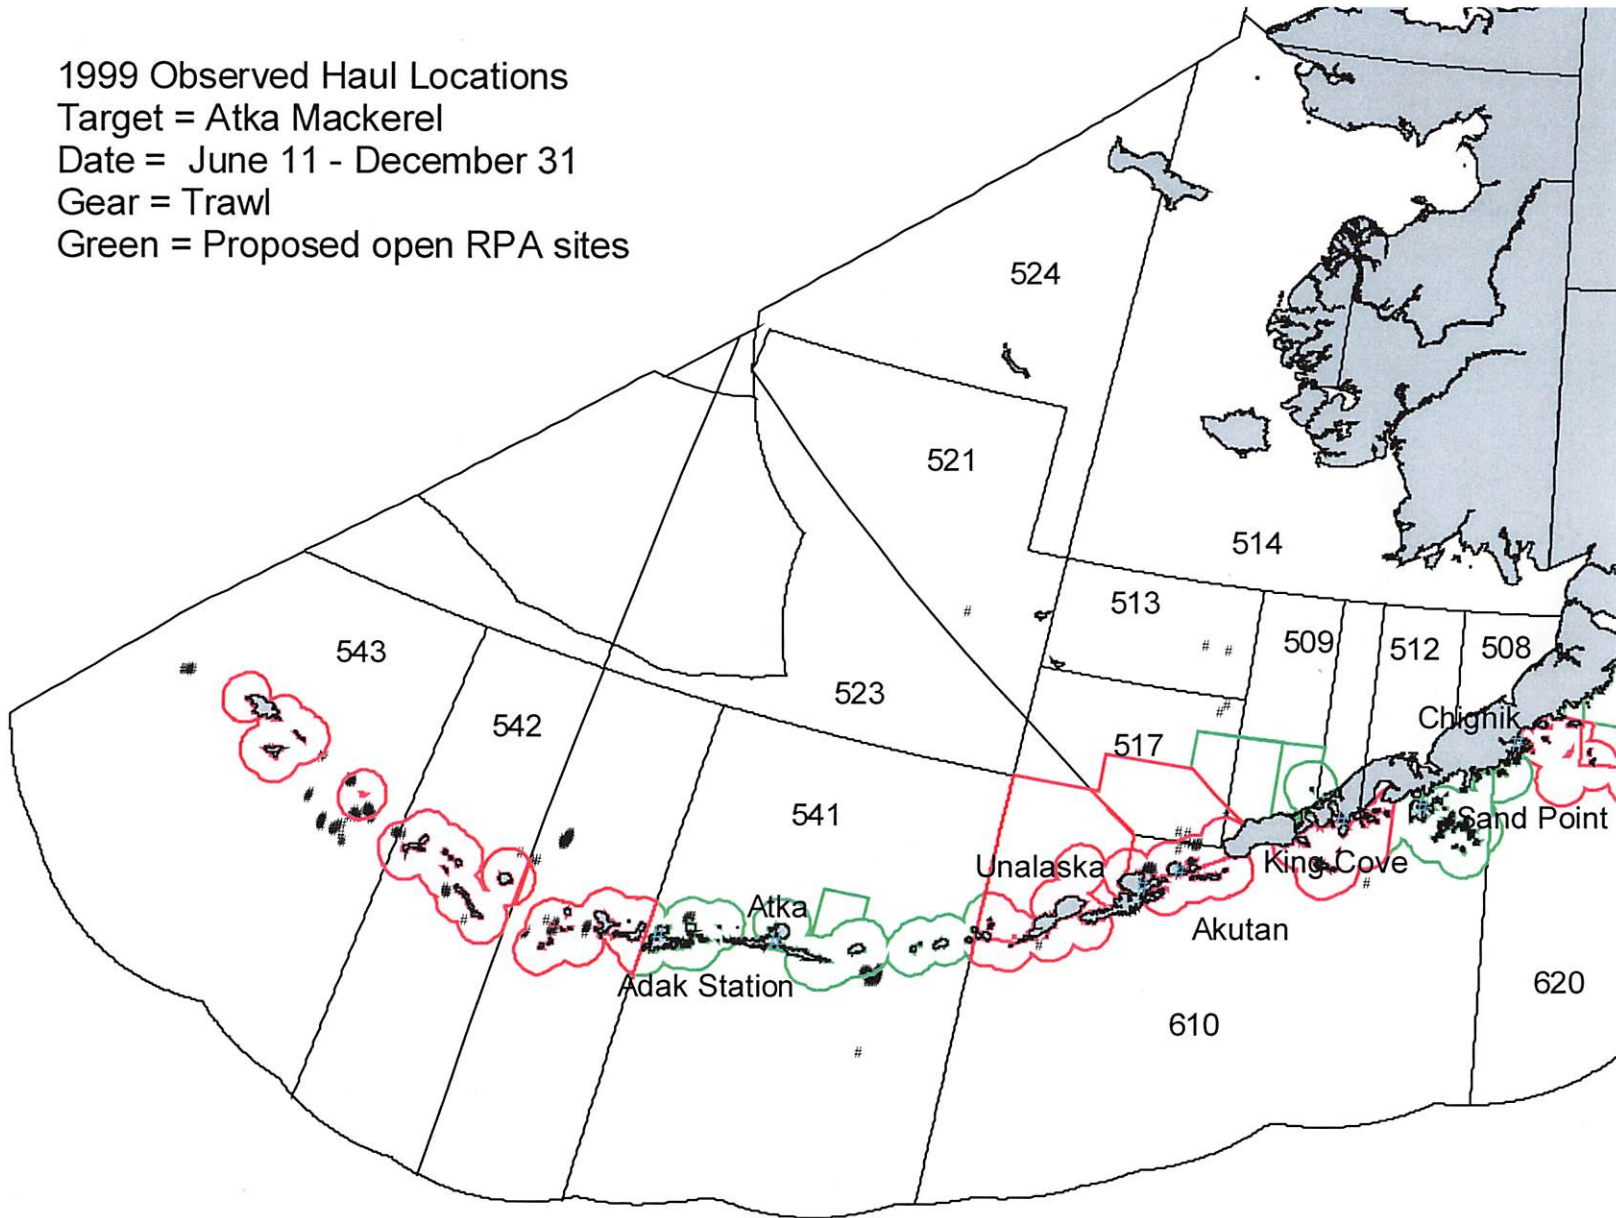 1999 Observed Haul Locations
Target = Atka Mackerel
Date = June 11 - December 31
Gear = Trawl
Green = Proposed open RPA sites
524
521
514
513
509
512
508
543
542
523
517
Chignik
541
Sand Point
Unalaska
King Cove
Atka
Akutan
Adak Station
620
610